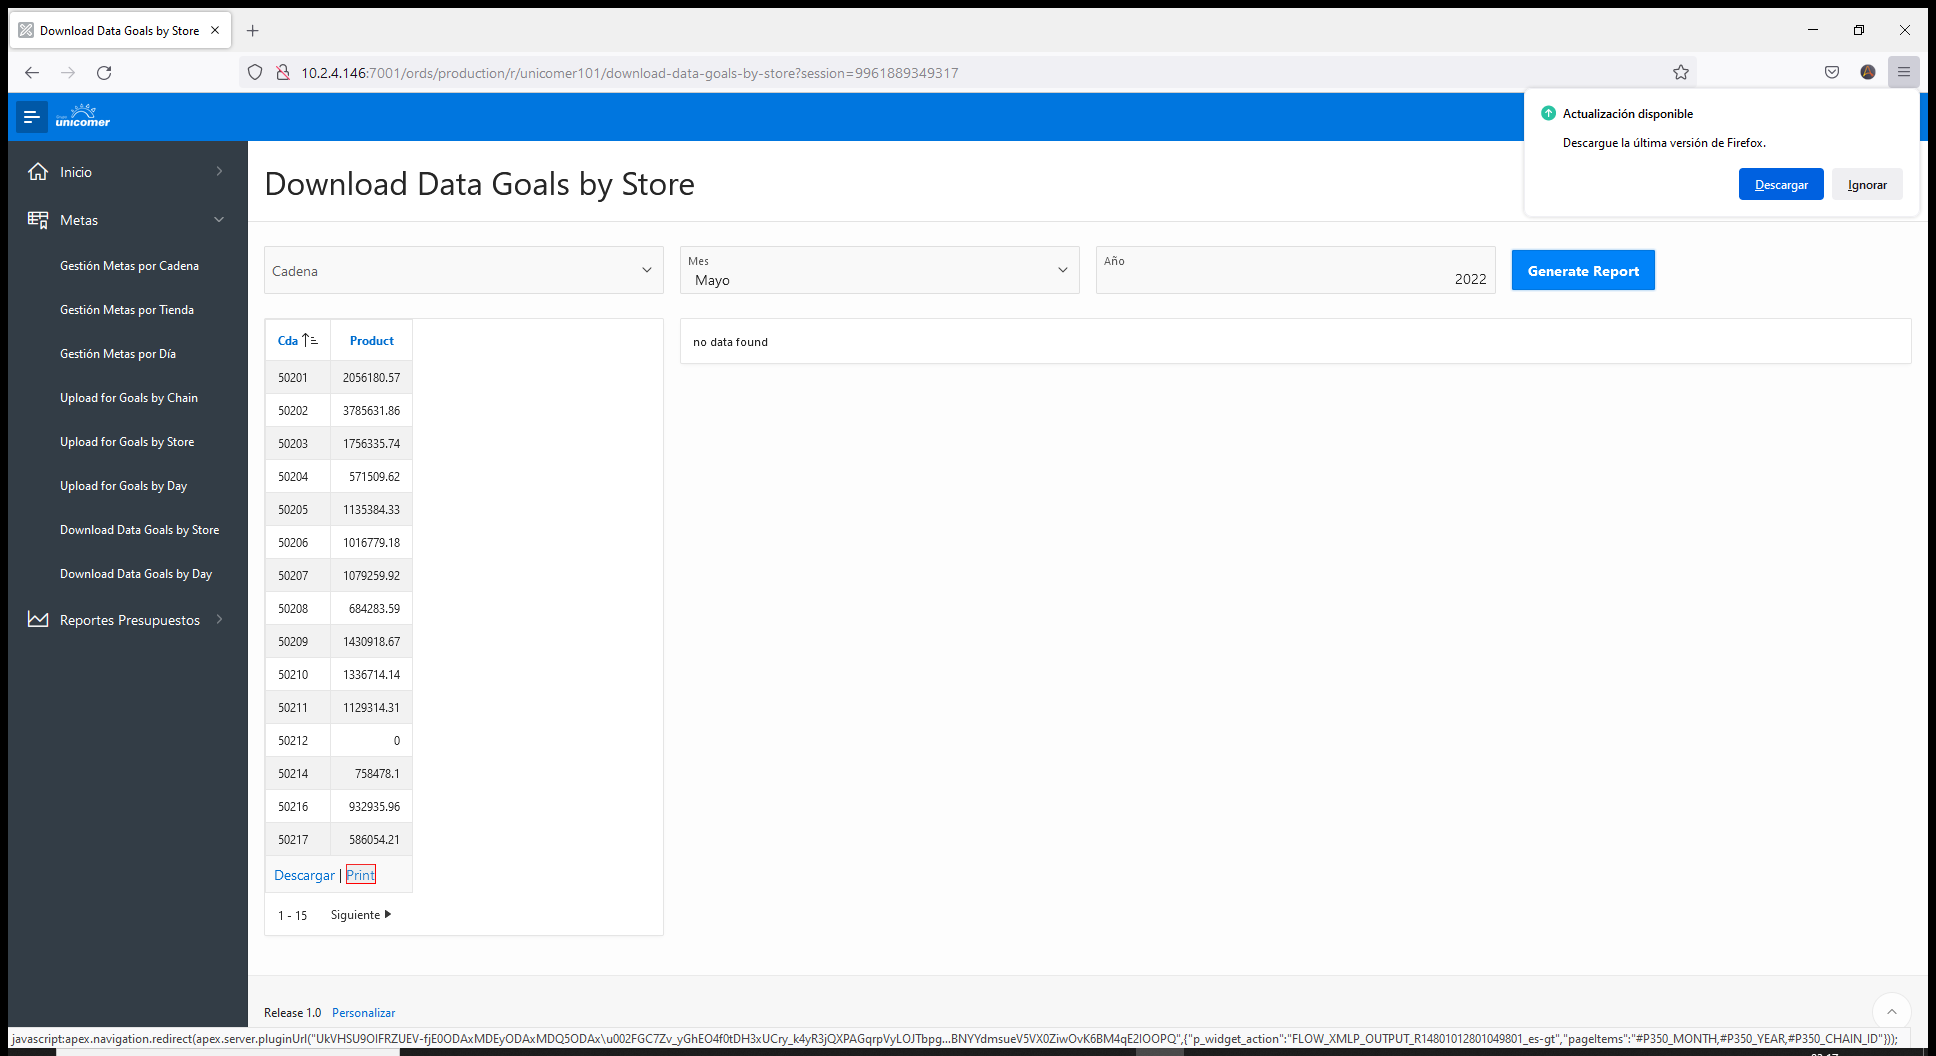 Download Data Goals by Store
10.2.4.146:7001/ords/production/r/unicomer101/download-data-goals-by-store?session=9961889349317
unicomer
Actualización disponible
Descargue la última versión de Firefox.
Descargar
Ignorar
Inicio
Metas
Gestión Metas por Cadena
Gestión Metas por Tienda
Gestión Metas por Día
Upload for Goals by Chain
Upload for Goals by Store
Upload for Goals by Day
Download Data Goals by Store
Download Data Goals by Day
Reportes Presupuestos
Download Data Goals by Store
Cadena
Mes
Mayo
Año
2022
Generate Report
Cda Product
50201 2056180.57
50202 3785631.86
50203 1756335.74
50204 571509.62
50205 1135384.33
50206 1016779.18
50207 1079259.92
50208 684283.59
50209 1430918.67
50210 1336714.14
50211 1129314.31
50212 0
50214 758478.1
50216 932935.96
50217 586054.21
Descargar | Print
1 - 15 Siguiente
no data found
Release 1.0 Personalizar
javascript:apex.navigation.redirect(apex.server.pluginUrl("UkVHSU9OIFRZUEV-fjE0ODAxMDEyODAxMDQ5ODAx\u002FGC7Zv_yGhEO4f0tDH3xUCry_k4yR3jQXPAGqrpVyLOJTbpg...BNYYdmsueV5VX0ZiwOvK6BM4qE2lOOPQ",{"p_widget_action":"FLOW_XMLP_OUTPUT_R14801012801049801_es-gt","pageItems":"#P350_MONTH,#P350_YEAR,#P350_CHAIN_ID"}));